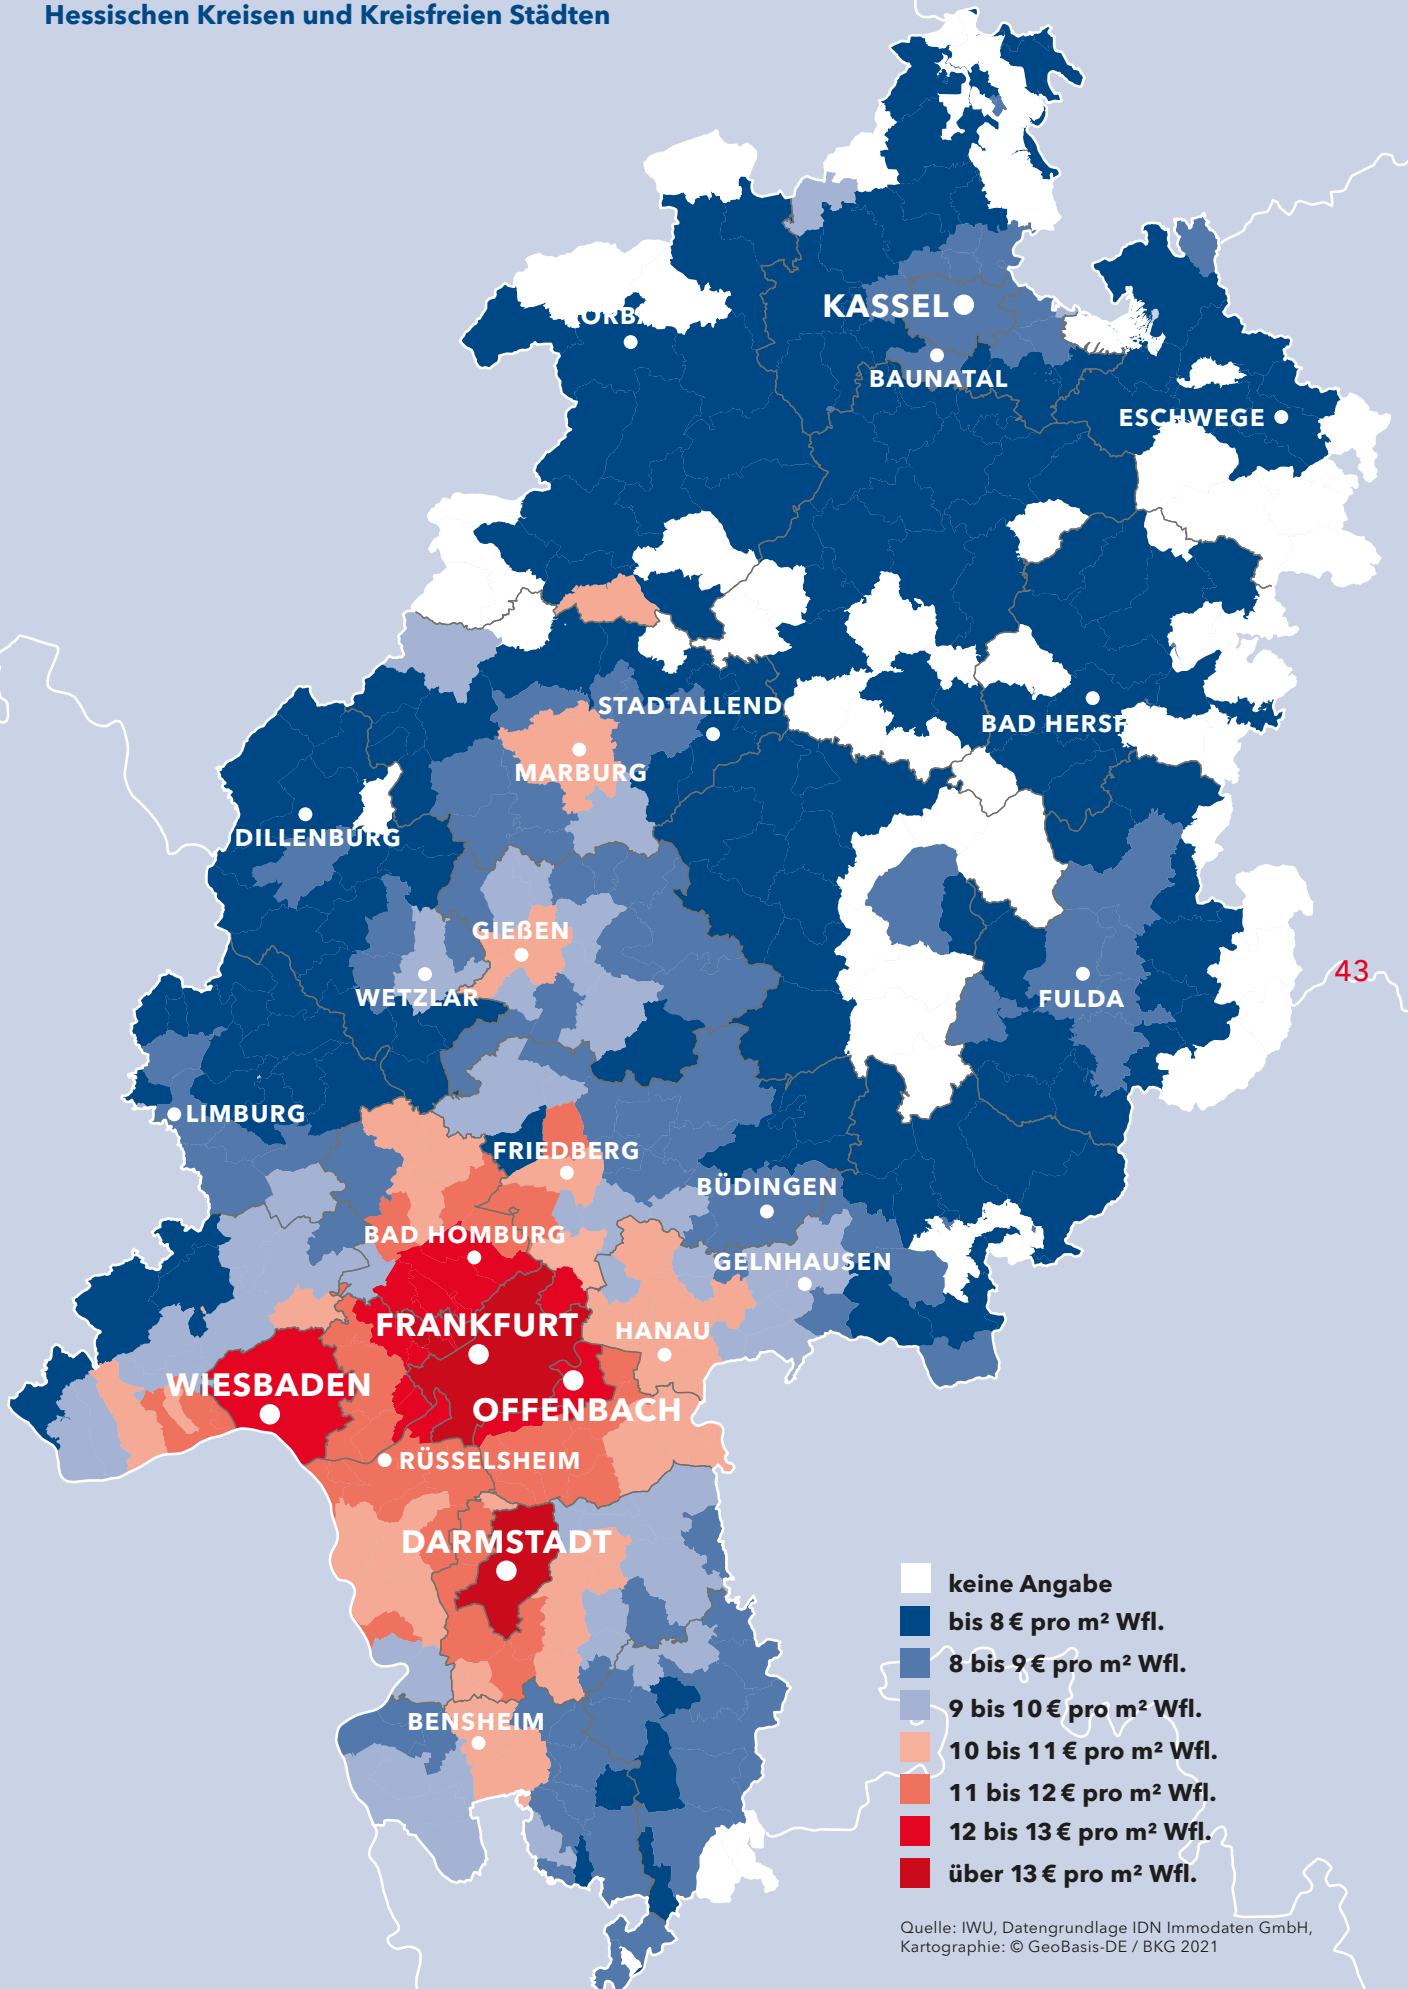 Hessischen Kreisen und Kreisfreien Städten
KASSEL
BAUNATAL
ESCHWEGE
STADTALLEND
BAD HERSF
MARBURG
DILLENBURG
GIEßEN
WETZLAR
43
FULDA
LIMBURG
FRIEDBERG
BÜDINGEN
BAD HOMBURG
GELNHAUSEN
FRANKFURT
HANAU
WIESBADEN
OFFENBACH
RÜSSELSHEIM
DARMSTADT
BENSHEIM
keine Angabe
bis 8 € pro m² Wfl.
8 bis 9 € pro m² Wfl.
9 bis 10 € pro m² Wfl.
10 bis 11 € pro m² Wfl.
11 bis 12 € pro m² Wfl.
12 bis 13 € pro m² Wfl.
über 13 € pro m² Wfl.
Quelle: IWU, Datengrundlage IDN Immodaten GmbH,
Kartographie: © GeoBasis-DE / BKG 2021